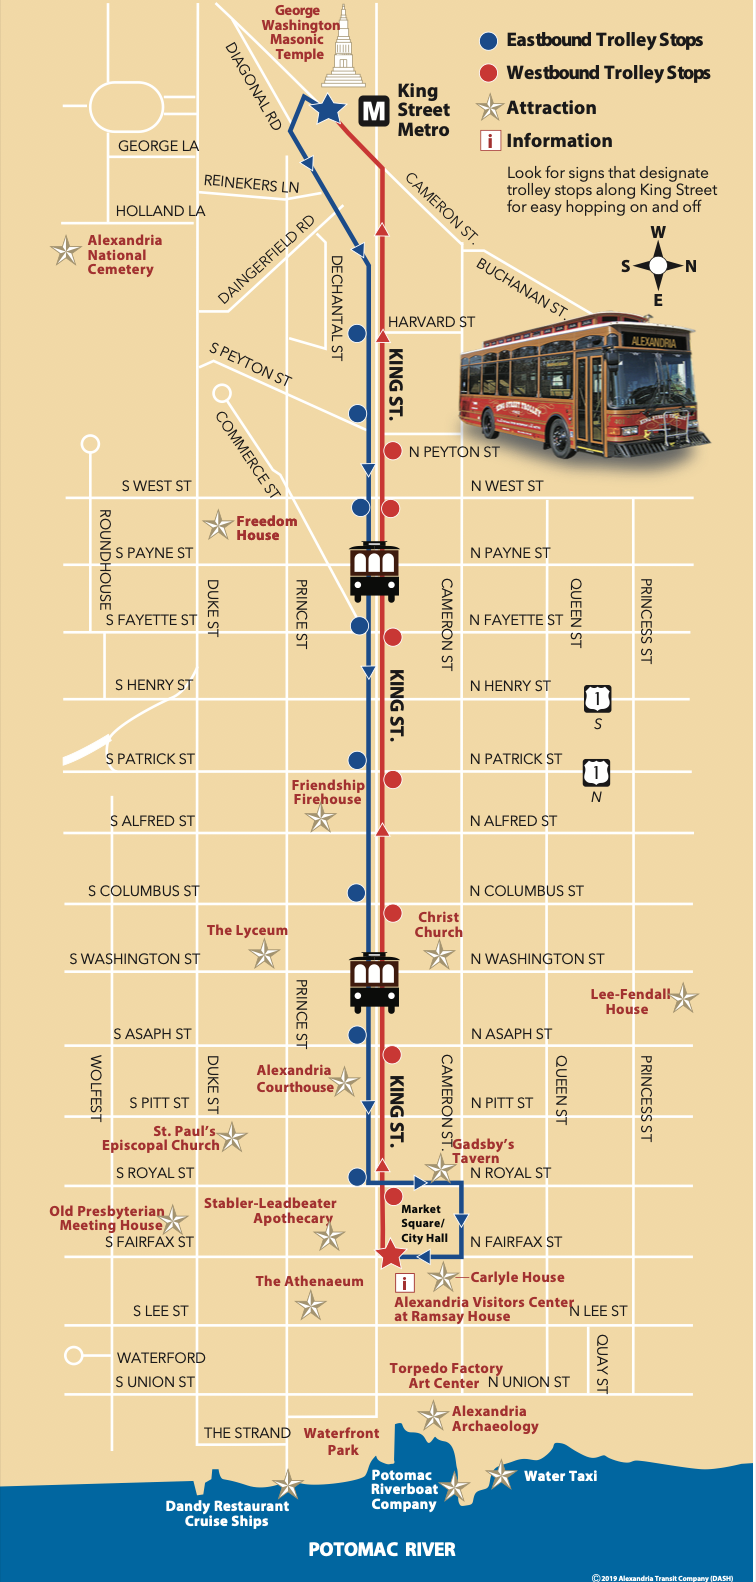 George
Washington
Masonic
Temple
Eastbound Trolley Stops
Westbound Trolley Stops
Attraction
i Information
Look for signs that designate
trolley stops along King Street
for easy hopping on and off
M
King
Street
Metro
DIAGONAL RD
GEORGE LA
REINEKERS LN
HOLLAND LA
CAMERON ST.
BUCHANAN ST.
W
S N
E
Alexandria
National
Cemetery
DAINGERFIELD RD
DECHANTAL ST
HARVARD ST
ALEXANDRIA
KING STREET TROLLEY
S PEYTON ST
KING ST.
COMMERCE ST
N PEYTON ST
S WEST ST
N WEST ST
ROUNDHOUSE
Freedom
House
S PAYNE ST
N PAYNE ST
DUKE ST
PRINCE ST
CAMERON ST
QUEEN ST
PRINCESS ST
S FAYETTE ST
N FAYETTE ST
KING ST.
S HENRY ST
N HENRY ST
1
S
S PATRICK ST
N PATRICK ST
1
N
Friendship
Firehouse
S ALFRED ST
N ALFRED ST
S COLUMBUS ST
N COLUMBUS ST
The Lyceum
Christ
Church
S WASHINGTON ST
N WASHINGTON ST
PRINCE ST
Lee-Fendall
House
S ASAPH ST
N ASAPH ST
WOLFEST
DUKE ST
Alexandria
Courthouse
KING ST.
CAMERON ST.
QUEEN ST
PRINCESS ST
S PITT ST
N PITT ST
St. Paul's
Episcopal Church
Gadsby's
Tavern
S ROYAL ST
N ROYAL ST
Old Presbyterian
Meeting House
Stabler-Leadbeater
Apothecary
Market
Square/
City Hall
S FAIRFAX ST
N FAIRFAX ST
The Athenaeum
i
Carlyle House
Alexandria Visitors Center
at Ramsay House
S LEE ST
N LEE ST
WATERFORD
QUAY ST
Torpedo Factory
Art Center
S UNION ST
N UNION ST
Alexandria
Archaeology
THE STRAND
Waterfront
Park
Potomac
Riverboat
Company
Water Taxi
Dandy Restaurant
Cruise Ships
POTOMAC RIVER
© 2019 Alexandria Transit Company (DASH)